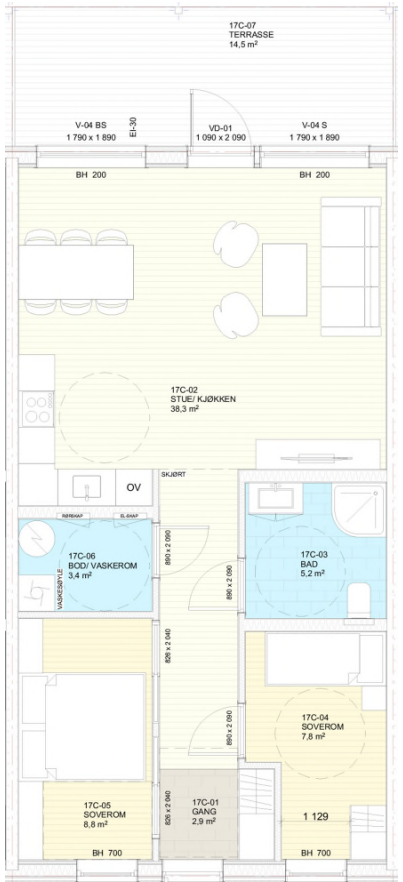 17C-07
TERRASSE
14,5 m²
V-04 BS
1 790 x 1 890
EI-30
VD-01
1 090 x 2 090
V-04 S
1 790 x 1 890
BH 200
BH 200
17C-02
STUE/ KJØKKEN
38,3 m²
SKJØRT
OV
RØRSKAP
EL-SKAP
17C-06
BOD/ VASKEROM
3,4 m²
VASKESØYLE
890 x 2 090
17C-03
BAD
5,2 m²
890 x 2 090
826 x 2 040
890 x 2 090
17C-04
SOVEROM
7,8 m²
17C-05
SOVEROM
8,8 m²
826 x 2 040
17C-01
GANG
2,9 m²
1 129
BH 700
BH 700